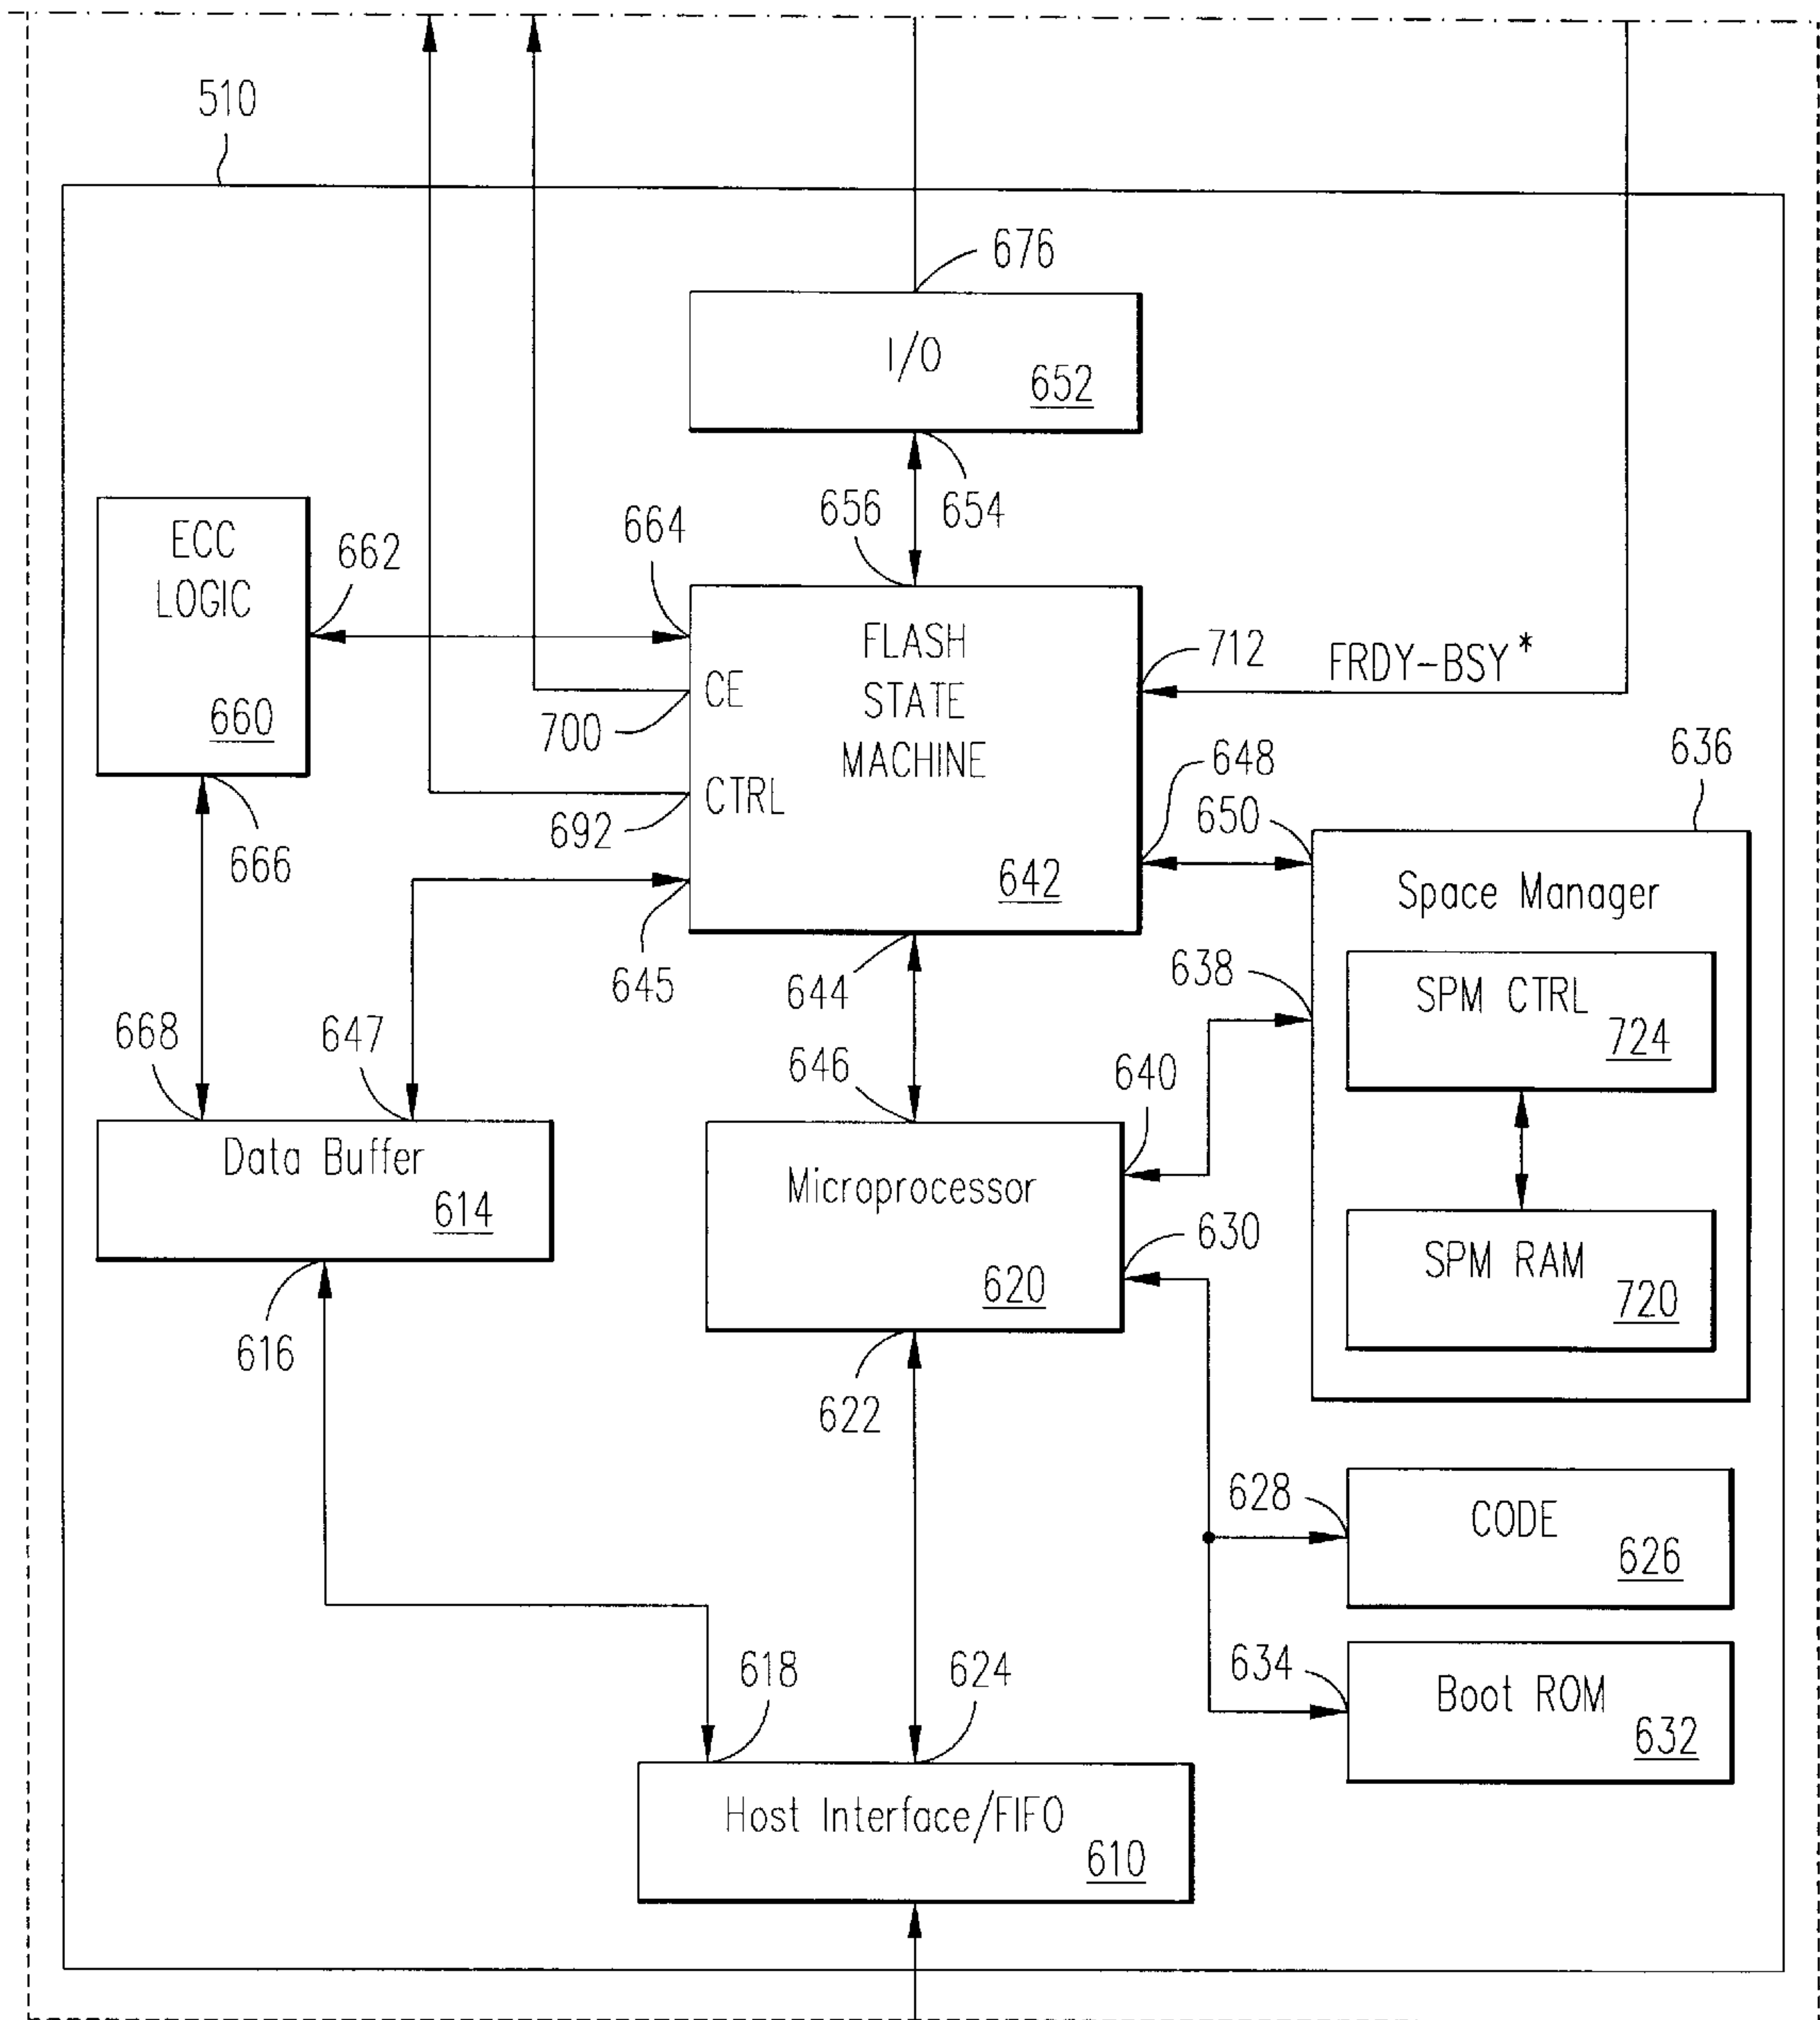 510
676
I/O
652
656
654
ECC
LOGIC
660
662
664
666
FLASH
STATE
MACHINE
642
CE
700
CTRL
692
712
FRDY-BSY*
648
650
636
645
644
Space Manager
638
SPM CTRL
724
SPM RAM
720
668
647
Data Buffer
614
616
646
640
Microprocessor
620
630
622
628
CODE
626
634
Boot ROM
632
618
624
Host Interface/FIFO
610